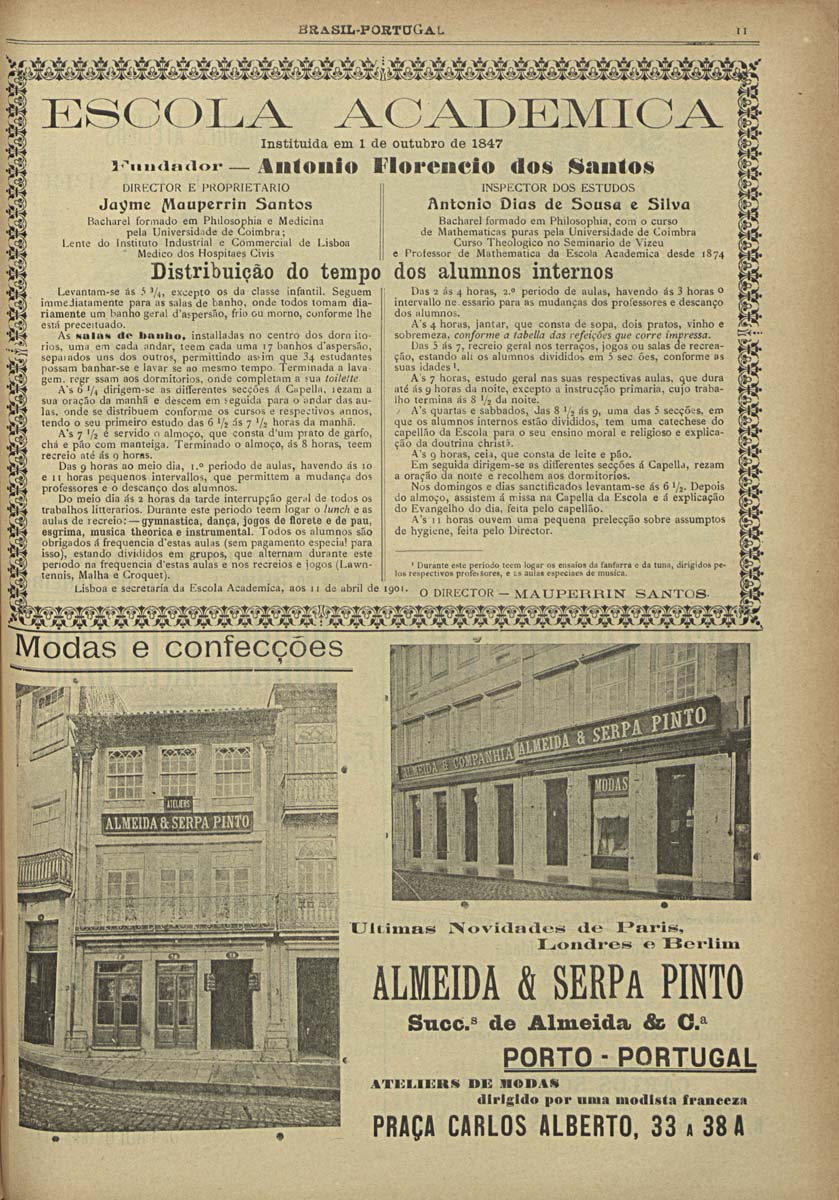 BRASIL-PORTUGAL 11
ESCOLA ACADEMICA
Instituida em 1 de outubro de 1847
Fundador — Antonio Florencio dos Santos
DIRECTOR E PROPRIETARIO
Jayme Mauperrin Santos
Bacharel formado em Philosophia e Medicina
pela Universidade de Coimbra;
Lente do Instituto Industrial e Commercial de Lisboa
Medico dos Hospitaes Civis
INSPECTOR DOS ESTUDOS
Antonio Dias de Sousa e Silva
Bacharel formado em Philosophia, com o curso
de Mathematicas puras pela Universidade de Coimbra
Curso Theologico no Seminario de Vizeu
e Professor de Mathematica da Escola Academica desde 1874
Distribuição do tempo dos alumnos internos
Levantam-se ás 5 3/4, excepto os da classe infantil. Seguem
immediatamente para as salas de banho, onde todos tomam dia-
riamente um banho geral d'aspersão, frio ou morno, conforme lhe
está preceituado.
As salas de banho, installadas no centro dos dormito-
rios, uma em cada andar, teem cada uma 17 banhos d'aspersão,
separados uns dos outros, permittindo assim que 34 estudantes
possam banhar-se e lavar se ao mesmo tempo. Terminada a lava
gem, regressam aos dormitorios, onde completam a sua toilette.
A's 6 1/4 dirigem-se as differentes secções á Capella, rezam a
sua oração da manhã e descem em seguida para o andar das au-
las, onde se distribuem conforme os cursos e respectivos annos,
tendo o seu primeiro estudo das 6 1/2 ás 7 1/2 horas da manhã.
A's 7 1/2 é servido o almoço, que consta d'um prato de garfo,
chá e pão com manteiga. Terminado o almoço, ás 8 horas, teem
recreio até ás 9 horas.
Das 9 horas ao meio dia, 1.º periodo de aulas, havendo ás 10
e 11 horas pequenos intervallos, que permittem a mudança dos
professores e o descanço dos alumnos.
Do meio dia ás 2 horas da tarde interrupção geral de todos os
trabalhos litterarios. Durante este periodo teem logar o lunch e as
aulas de recreio: — gymnastica, dança, jogos de florete e de pau,
esgrima, musica theorica e instrumental. Todos os alumnos são
obrigados á frequencia d'estas aulas (sem pagamento especial para
isso), estando divididos em grupos, que alternam durante este
periodo na frequencia d'estas aulas e nos recreios e jogos (Lawn-
tennis, Malha e Croquet).
Das 2 ás 4 horas, 2.º periodo de aulas, havendo ás 3 horas o
intervallo necessario para as mudanças dos professores e descanço
dos alumnos.
A's 4 horas, jantar, que consta de sopa, dois pratos, vinho e
sobremeza, conforme a tabella das refeições que corre impressa.
Das 5 ás 7, recreio geral nos terraços, jogos ou salas de recrea-
ção, estando ali os alumnos divididos em 5 secções, conforme as
suas idades ¹.
A's 7 horas, estudo geral nas suas respectivas aulas, que dura
até ás 9 horas da noite, excepto a instrucção primaria, cujo traba-
lho termina ás 8 1/2 da noite.
A's quartas e sabbados, das 8 1/2 ás 9, uma das 5 secções, em
que os alumnos internos estão divididos, tem uma catechese do
capellão da Escola para o seu ensino moral e religioso e explica-
ção da doutrina christã.
A's 9 horas, ceia, que consta de leite e pão.
Em seguida dirigem-se as differentes secções á Capella, rezam
a oração da noite e recolhem aos dormitorios.
Nos domingos e dias sanctificados levantam-se ás 6 1/2. Depois
do almoço, assistem á missa na Capella da Escola e á explicação
do Evangelho do dia, feita pelo capellão.
A's 11 horas ouvem uma pequena prelecção sobre assumptos
de hygiene, feita pelo Director.
¹ Durante este periodo teem logar os ensaios da fanfarra e da tuna, dirigidos pe-
los respectivos professores, e as aulas especiaes de musica.
Lisboa e secretaria da Escola Academica, aos 11 de abril de 1901.
O DIRECTOR — MAUPERRIN SANTOS.
Modas e confecções
ATELIERS
ALMEIDA & SERPA PINTO
ALMEIDA & COMPANHIA ALMEIDA & SERPA PINTO
MODAS
Ultimas Novidades de Paris,
Londres e Berlim
ALMEIDA & SERPA PINTO
Succ.s de Almeida & C.a
PORTO - PORTUGAL
ATELIERS DE MODAS
dirigido por uma modista franceza
PRAÇA CARLOS ALBERTO, 33 A 38 A